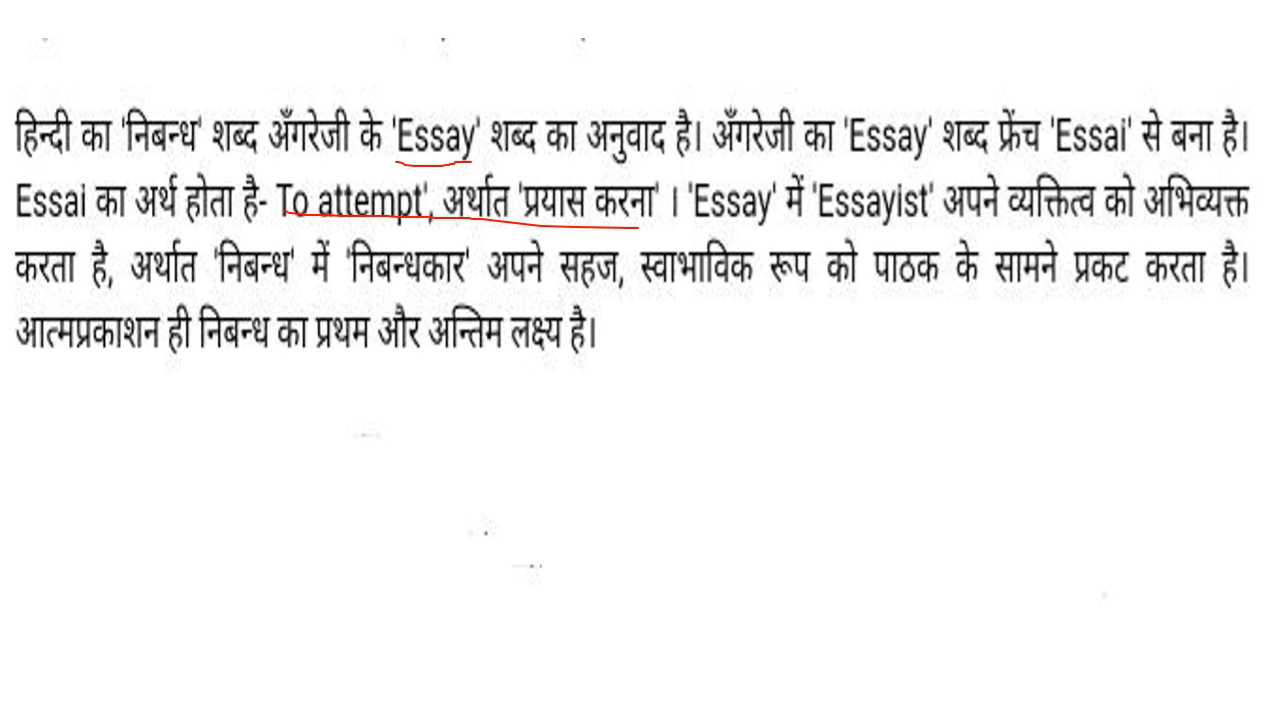 हिन्दी का 'निबन्ध' शब्द अँगरेजी के 'Essay' शब्द का अनुवाद है। अँगरेजी का 'Essay' शब्द फ्रेंच 'Essai' से बना है।
Essai का अर्थ होता है- To attempt', अर्थात 'प्रयास करना' । 'Essay' में 'Essayist' अपने व्यक्तित्व को अभिव्यक्त
करता है, अर्थात 'निबन्ध' में 'निबन्धकार' अपने सहज, स्वाभाविक रूप को पाठक के सामने प्रकट करता है।
आत्मप्रकाशन ही निबन्ध का प्रथम और अन्तिम लक्ष्य है।